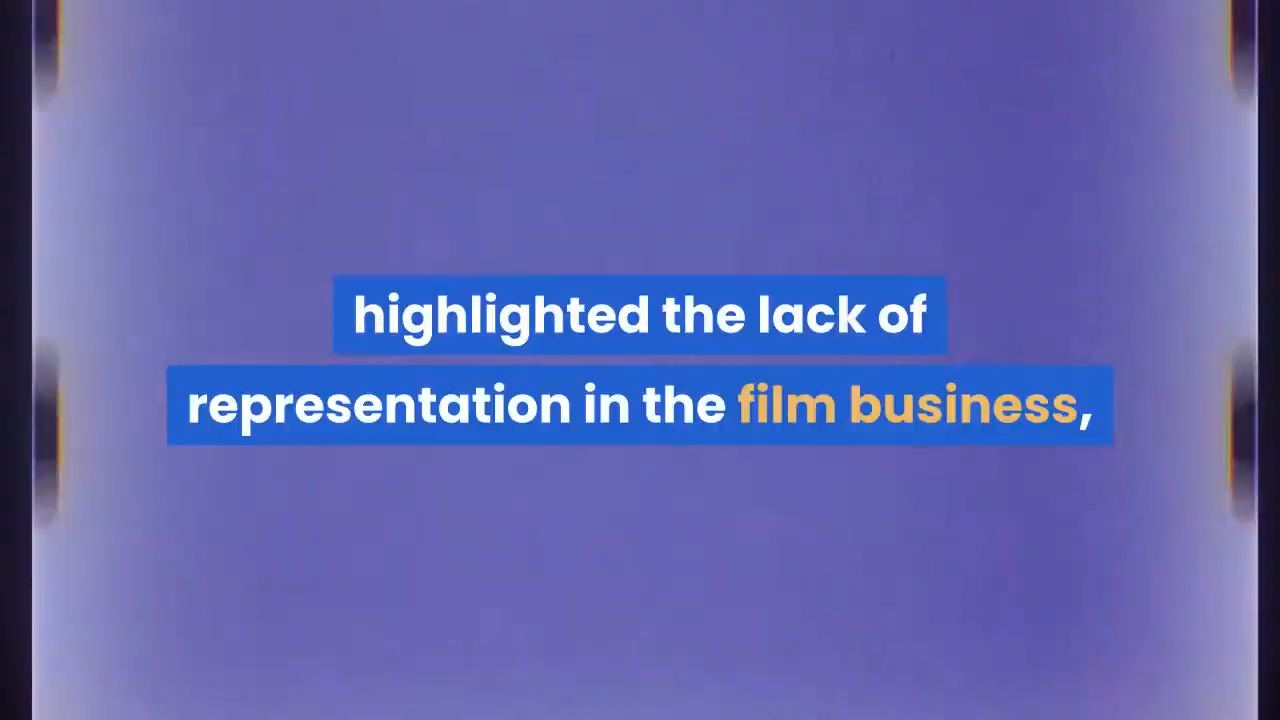 highlighted the lack of
representation in the film business,